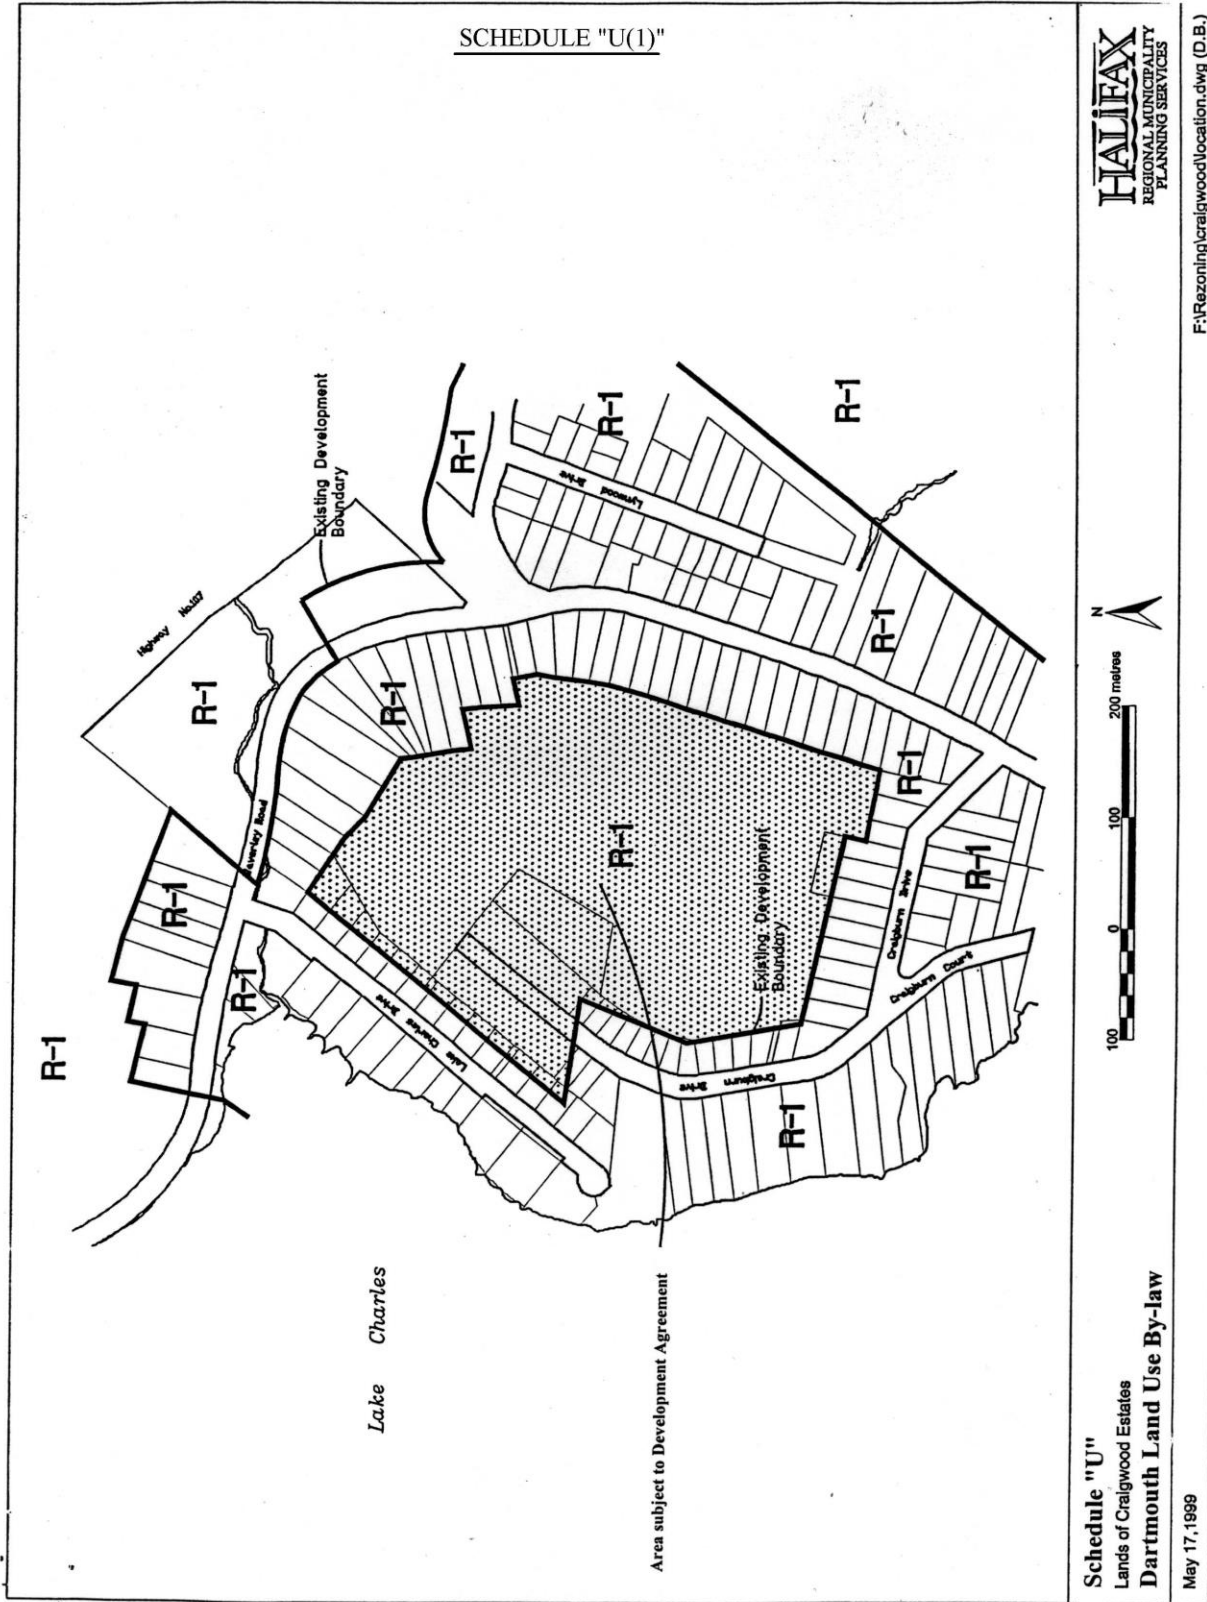 SCHEDULE "U(1)"
Highway No.107
Existing Development
Boundary
R-1
R-1
R-1
R-1
R-1
R-1
R-1
R-1
Waverley Road
Lynwood Drive
R-1
R-1
R-1
R-1
R-1
Existing Development
Boundary
Lake Charles Drive
Craigburn Drive
Craigburn Drive
Craigburn Court
Lake Charles
Area subject to Development Agreement
N
100 0 100 200 metres
Schedule "U"
Lands of Craigwood Estates
Dartmouth Land Use By-law
HALIFAX
REGIONAL MUNICIPALITY
PLANNING SERVICES
May 17,1999
F:\Rezoning\craigwood\location.dwg (D.B.)